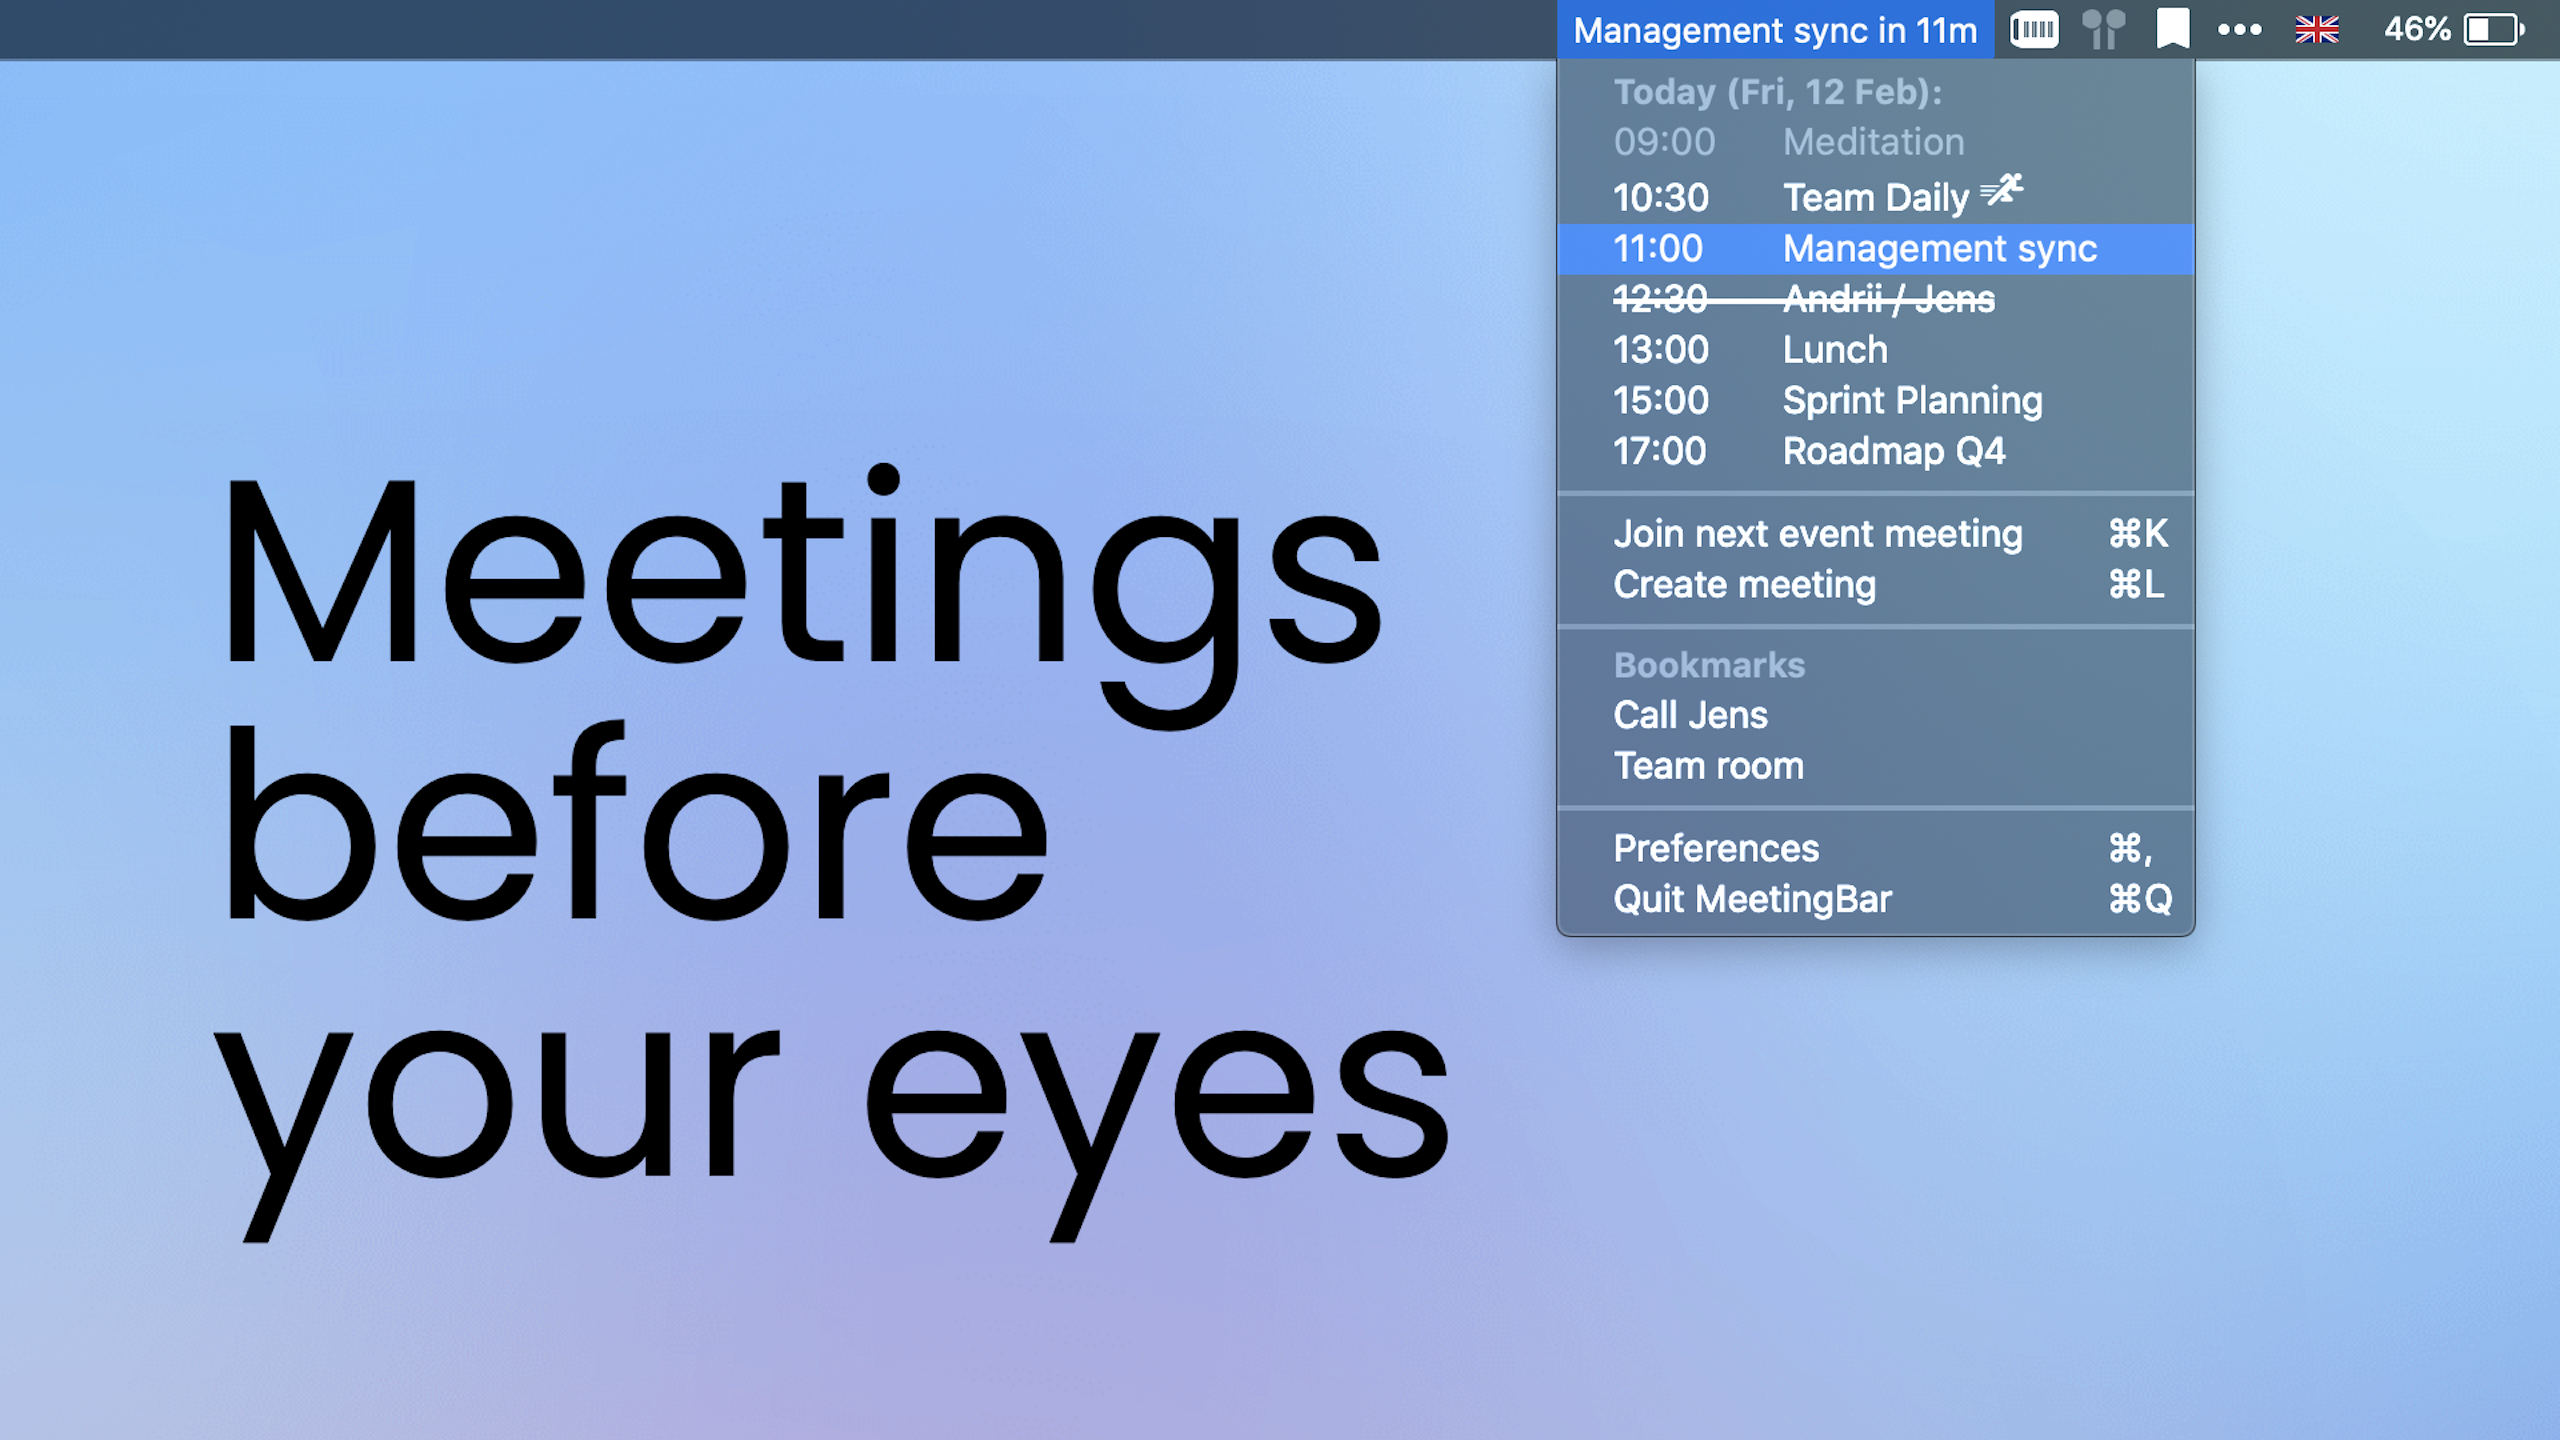 Management sync in 11m 46%
Today (Fri, 12 Feb):
09:00 Meditation
10:30 Team Daily
11:00 Management sync
12:30 Andrii / Jens
13:00 Lunch
15:00 Sprint Planning
17:00 Roadmap Q4
Join next event meeting ⌘K
Create meeting ⌘L
Bookmarks
Call Jens
Team room
Preferences ⌘,
Quit MeetingBar ⌘Q
Meetings
before
your eyes